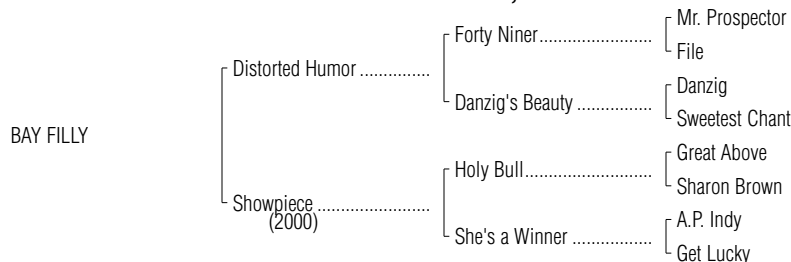 Mr. Prospector
Forty Niner
File
Distorted Humor
Danzig
Danzig's Beauty
Sweetest Chant
BAY FILLY
Great Above
Holy Bull
Sharon Brown
Showpiece
(2000)
A.P. Indy
She's a Winner
Get Lucky